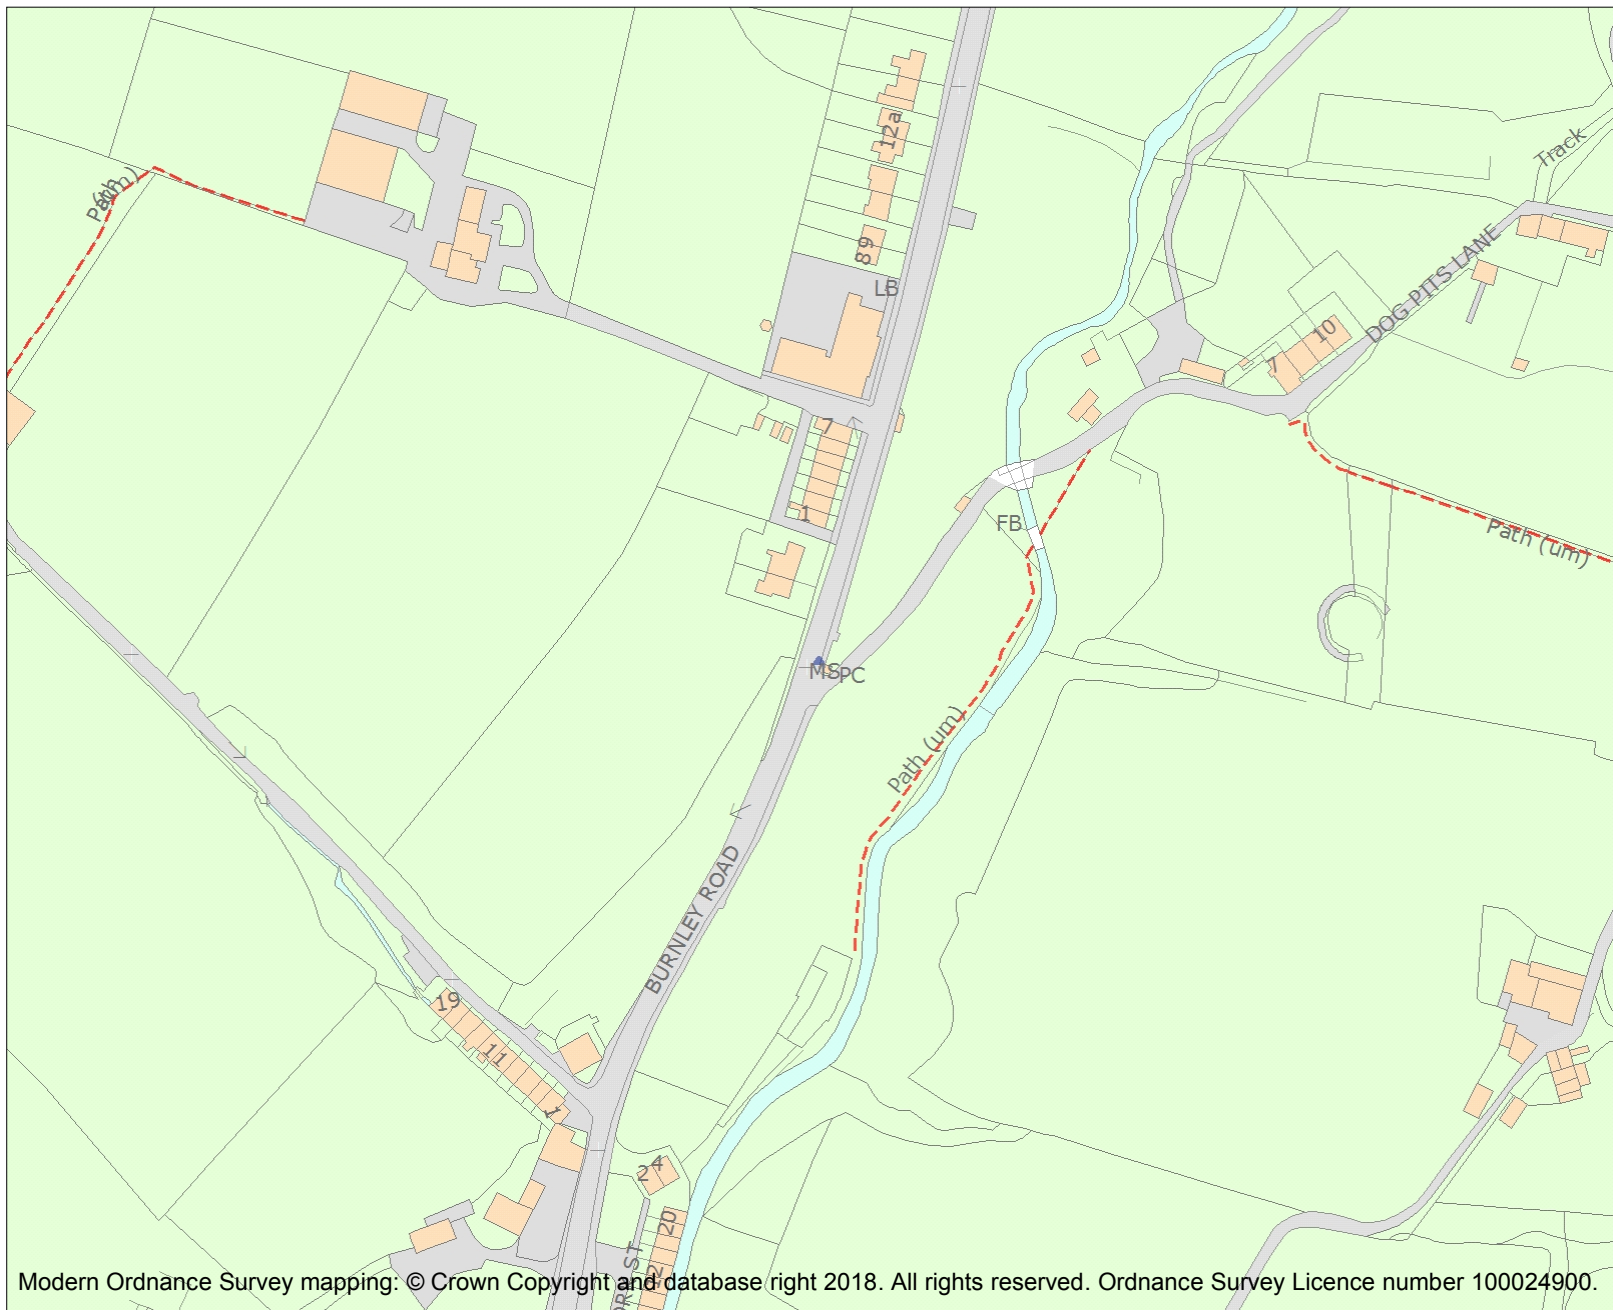 12a
Track
Path (um)
DOG PITS LANE
89
LB
10
7
7
1
FB
Path (um)
MS
PC
Path (um)
BURNLEY ROAD
19
11
1
24
20
12
ST
Modern Ordnance Survey mapping: © Crown Copyright and database right 2018. All rights reserved. Ordnance Survey Licence number 100024900.